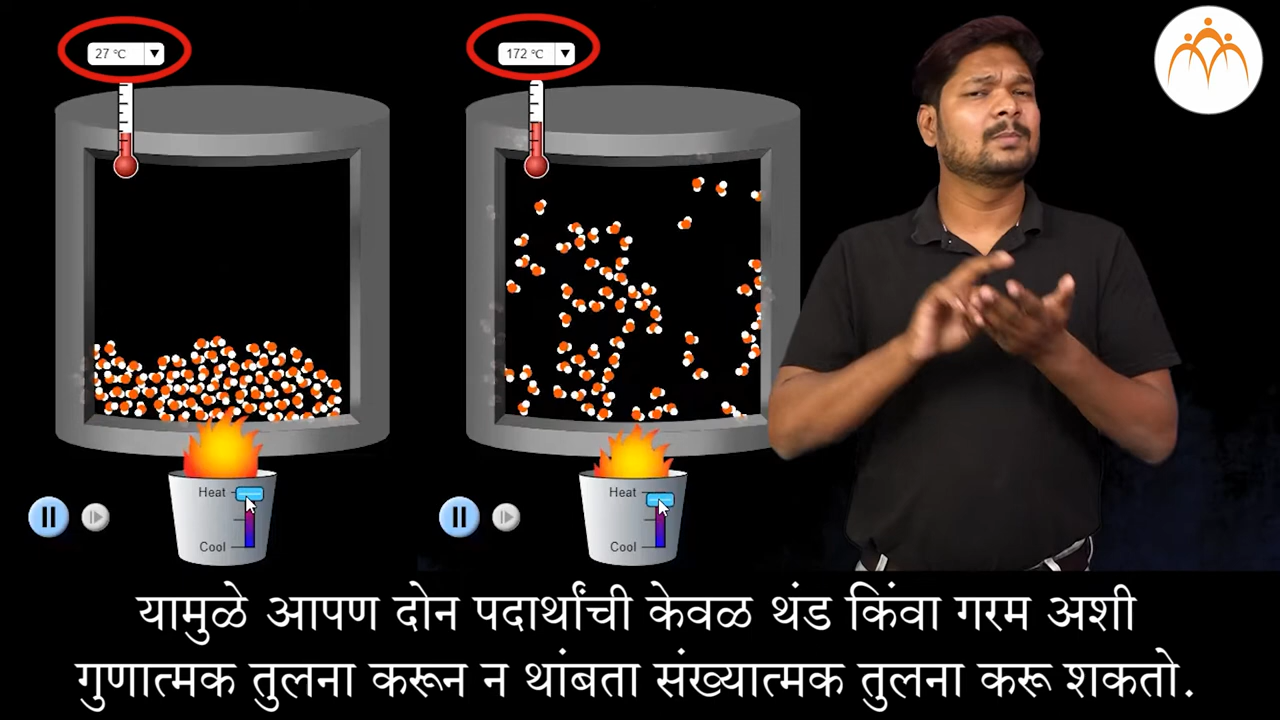 27 °C
172 °C
Heat
Cool
Heat
Cool
यामुळे आपण दोन पदार्थांची केवळ थंड किंवा गरम अशी
गुणात्मक तुलना करून न थांबता संख्यात्मक तुलना करू शकतो.